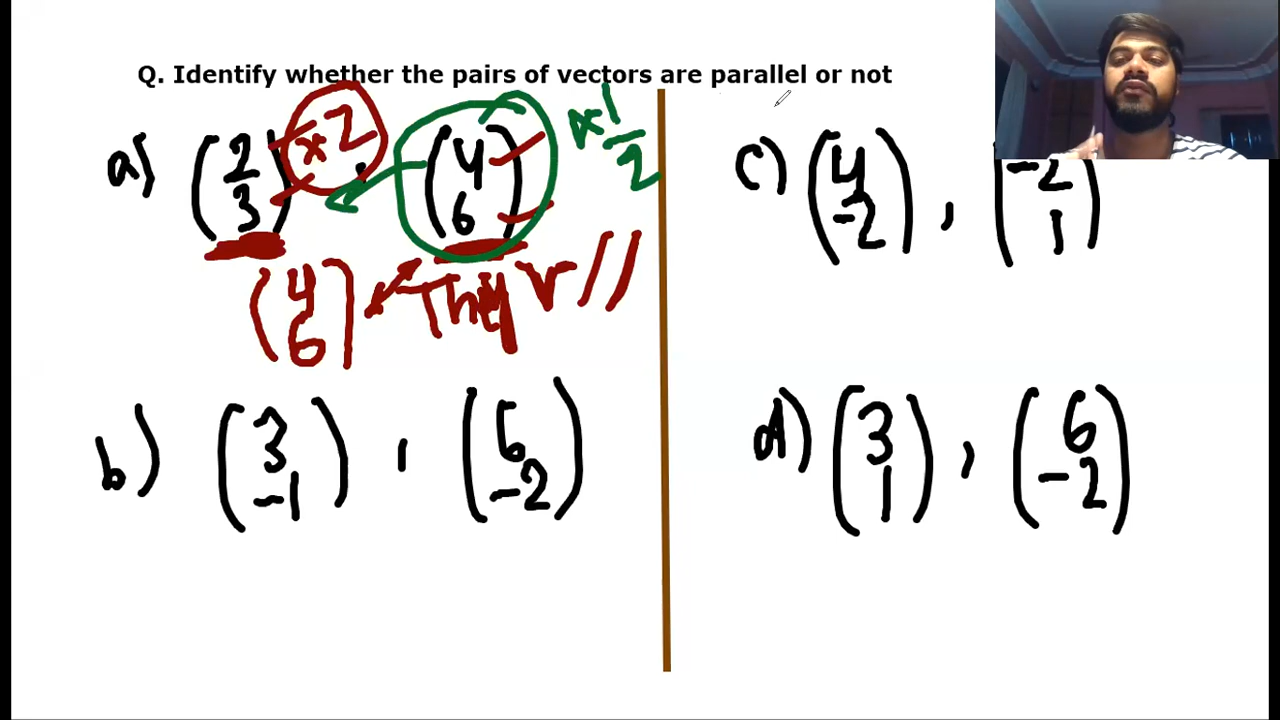 Q. Identify whether the pairs of vectors are parallel or not
a) (2 3) ×2 , (4 6) ×1/2
(4 6) They r //
b) (3 -1) , (6 -2)
c) (4 -2) , (-2 1)
d) (3 1) , (6 -2)